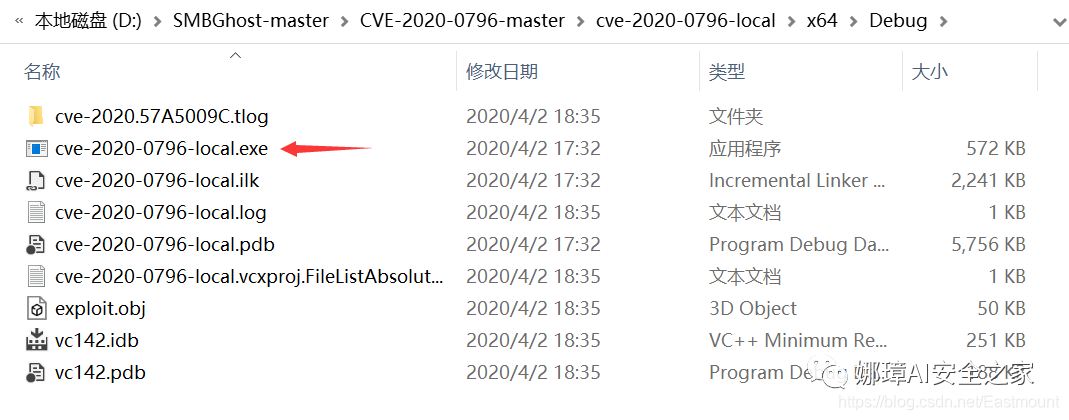 « 本地磁盘 (D:) > SMBGhost-master > CVE-2020-0796-master > cve-2020-0796-local > x64 > Debug >
名称 修改日期 类型 大小
cve-2020.57A5009C.tlog 2020/4/2 18:35 文件夹
cve-2020-0796-local.exe 2020/4/2 17:32 应用程序 572 KB
cve-2020-0796-local.ilk 2020/4/2 17:32 Incremental Linker ... 2,241 KB
cve-2020-0796-local.log 2020/4/2 18:35 文本文档 1 KB
cve-2020-0796-local.pdb 2020/4/2 17:32 Program Debug Da... 5,756 KB
cve-2020-0796-local.vcxproj.FileListAbsolut... 2020/4/2 18:35 文本文档 1 KB
exploit.obj 2020/4/2 18:35 3D Object 50 KB
vc142.idb 2020/4/2 18:35 VC++ Minimum Re... 251 KB
vc142.pdb 2020/4/2 18:35 Program KB
娜璋AI安全之家
https://blog.csdn.net/Eastmount